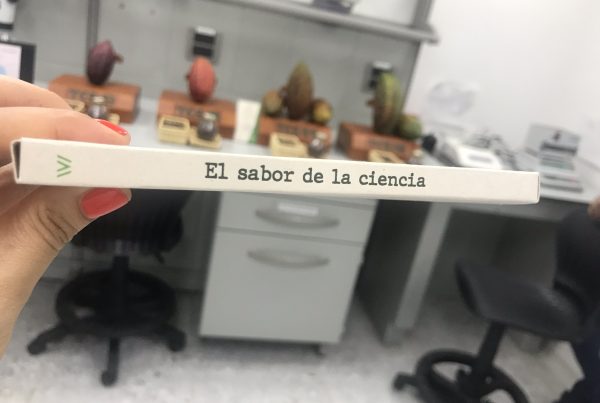 El sabor de la ciencia